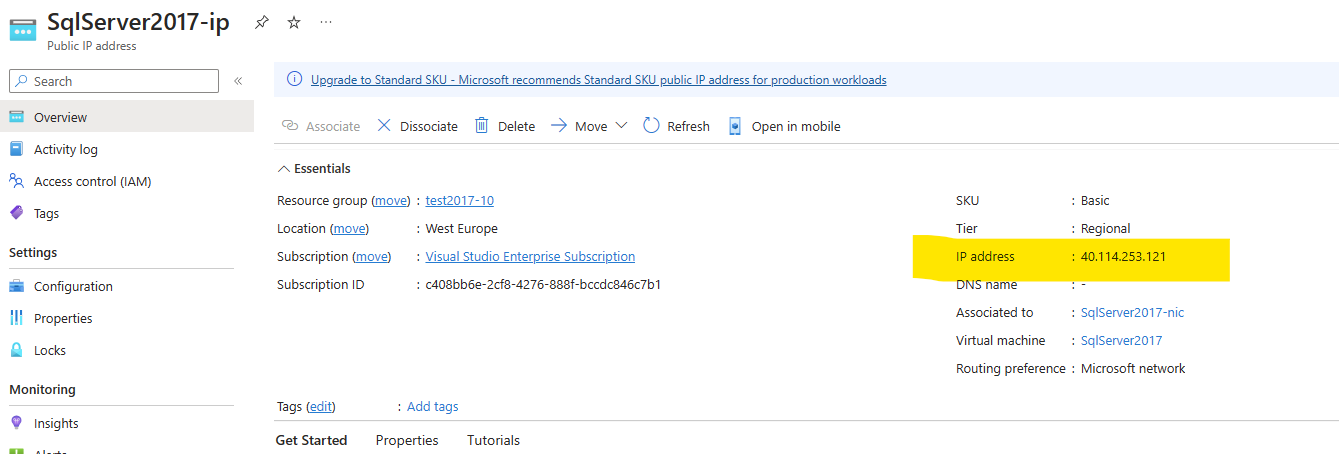 SqlServer2017-ip
Public IP address
Search
Upgrade to Standard SKU - Microsoft recommends Standard SKU public IP address for production workloads
Overview
Activity log
Access control (IAM)
Tags
Settings
Configuration
Properties
Locks
Monitoring
Insights
Alerts
Associate Dissociate Delete Move Refresh Open in mobile
Essentials
Resource group (move) : test2017-10
Location (move) : West Europe
Subscription (move) : Visual Studio Enterprise Subscription
Subscription ID : c408bb6e-2cf8-4276-888f-bccdc846c7b1
SKU : Basic
Tier : Regional
IP address : 40.114.253.121
DNS name : -
Associated to : SqlServer2017-nic
Virtual machine : SqlServer2017
Routing preference : Microsoft network
Tags (edit) : Add tags
Get Started Properties Tutorials